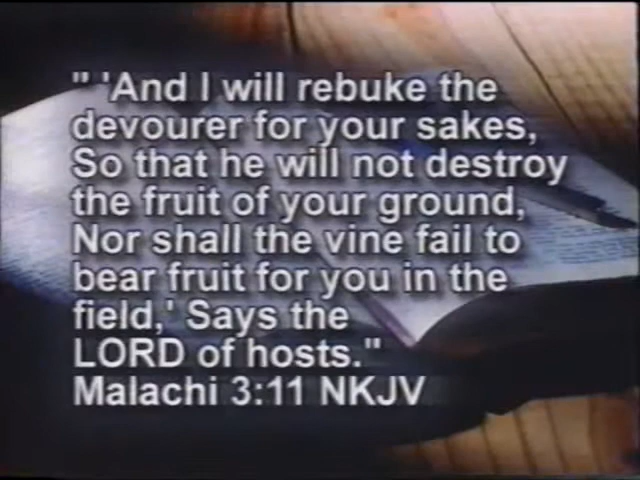 " 'And I will rebuke the
devourer for your sakes,
So that he will not destroy
the fruit of your ground,
Nor shall the vine fail to
bear fruit for you in the
field,' Says the
LORD of hosts."
Malachi 3:11 NKJV